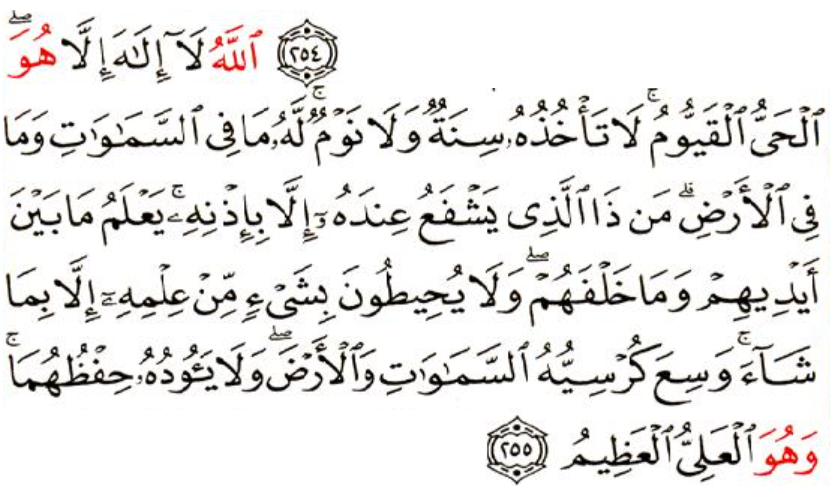 ۝٢٥٤ ٱللَّهُ لَآ إِلَٰهَ إِلَّا هُوَ ۖ
ٱلْحَىُّ ٱلْقَيُّومُ ۚ لَا تَأْخُذُهُۥ سِنَةٌ وَلَا نَوْمٌ ۚ لَّهُۥ مَا فِى ٱلسَّمَٰوَٰتِ وَمَا
فِى ٱلْأَرْضِ ۗ مَن ذَا ٱلَّذِى يَشْفَعُ عِندَهُۥٓ إِلَّا بِإِذْنِهِۦ ۚ يَعْلَمُ مَا بَيْنَ
أَيْدِيهِمْ وَمَا خَلْفَهُمْ ۖ وَلَا يُحِيطُونَ بِشَىْءٍ مِّنْ عِلْمِهِۦٓ إِلَّا بِمَا
شَآءَ ۚ وَسِعَ كُرْسِيُّهُ ٱلسَّمَٰوَٰتِ وَٱلْأَرْضَ ۖ وَلَا يَـُٔودُهُۥ حِفْظُهُمَا ۚ
وَهُوَ ٱلْعَلِىُّ ٱلْعَظِيمُ ۝٢٥٥